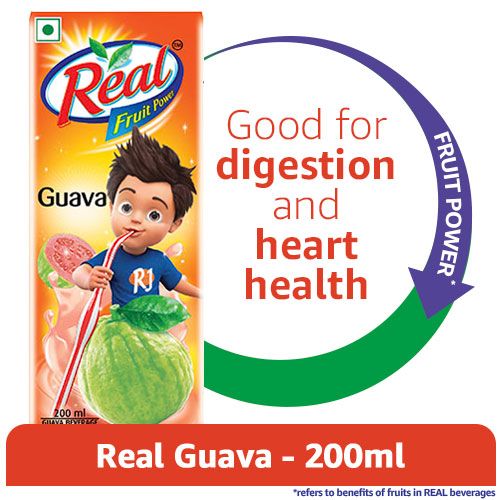 Real™
Fruit Power
Guava
RJ
200 ml
GUAVA BEVERAGE
Good for
digestion
and
heart
health
FRUIT POWER*
Real Guava - 200ml
*refers to benefits of fruits in REAL beverages